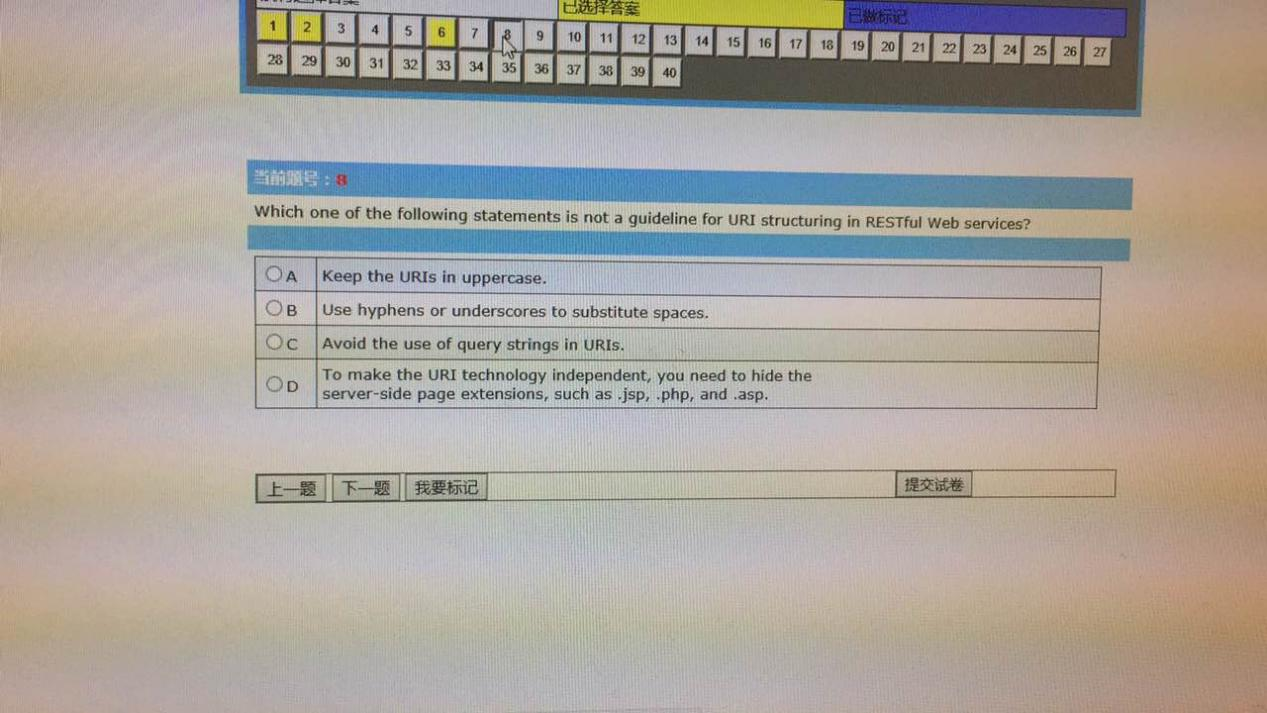 已选择答案
已做标记
1 2 3 4 5 6 7 8 9 10 11 12 13 14 15 16 17 18 19 20 21 22 23 24 25 26 27
28 29 30 31 32 33 34 35 36 37 38 39 40
当前题号：8
Which one of the following statements is not a guideline for URI structuring in RESTful Web services?
A Keep the URIs in uppercase.
B Use hyphens or underscores to substitute spaces.
C Avoid the use of query strings in URIs.
D To make the URI technology independent, you need to hide the
server-side page extensions, such as .jsp, .php, and .asp.
上一题 下一题 我要标记 提交试卷